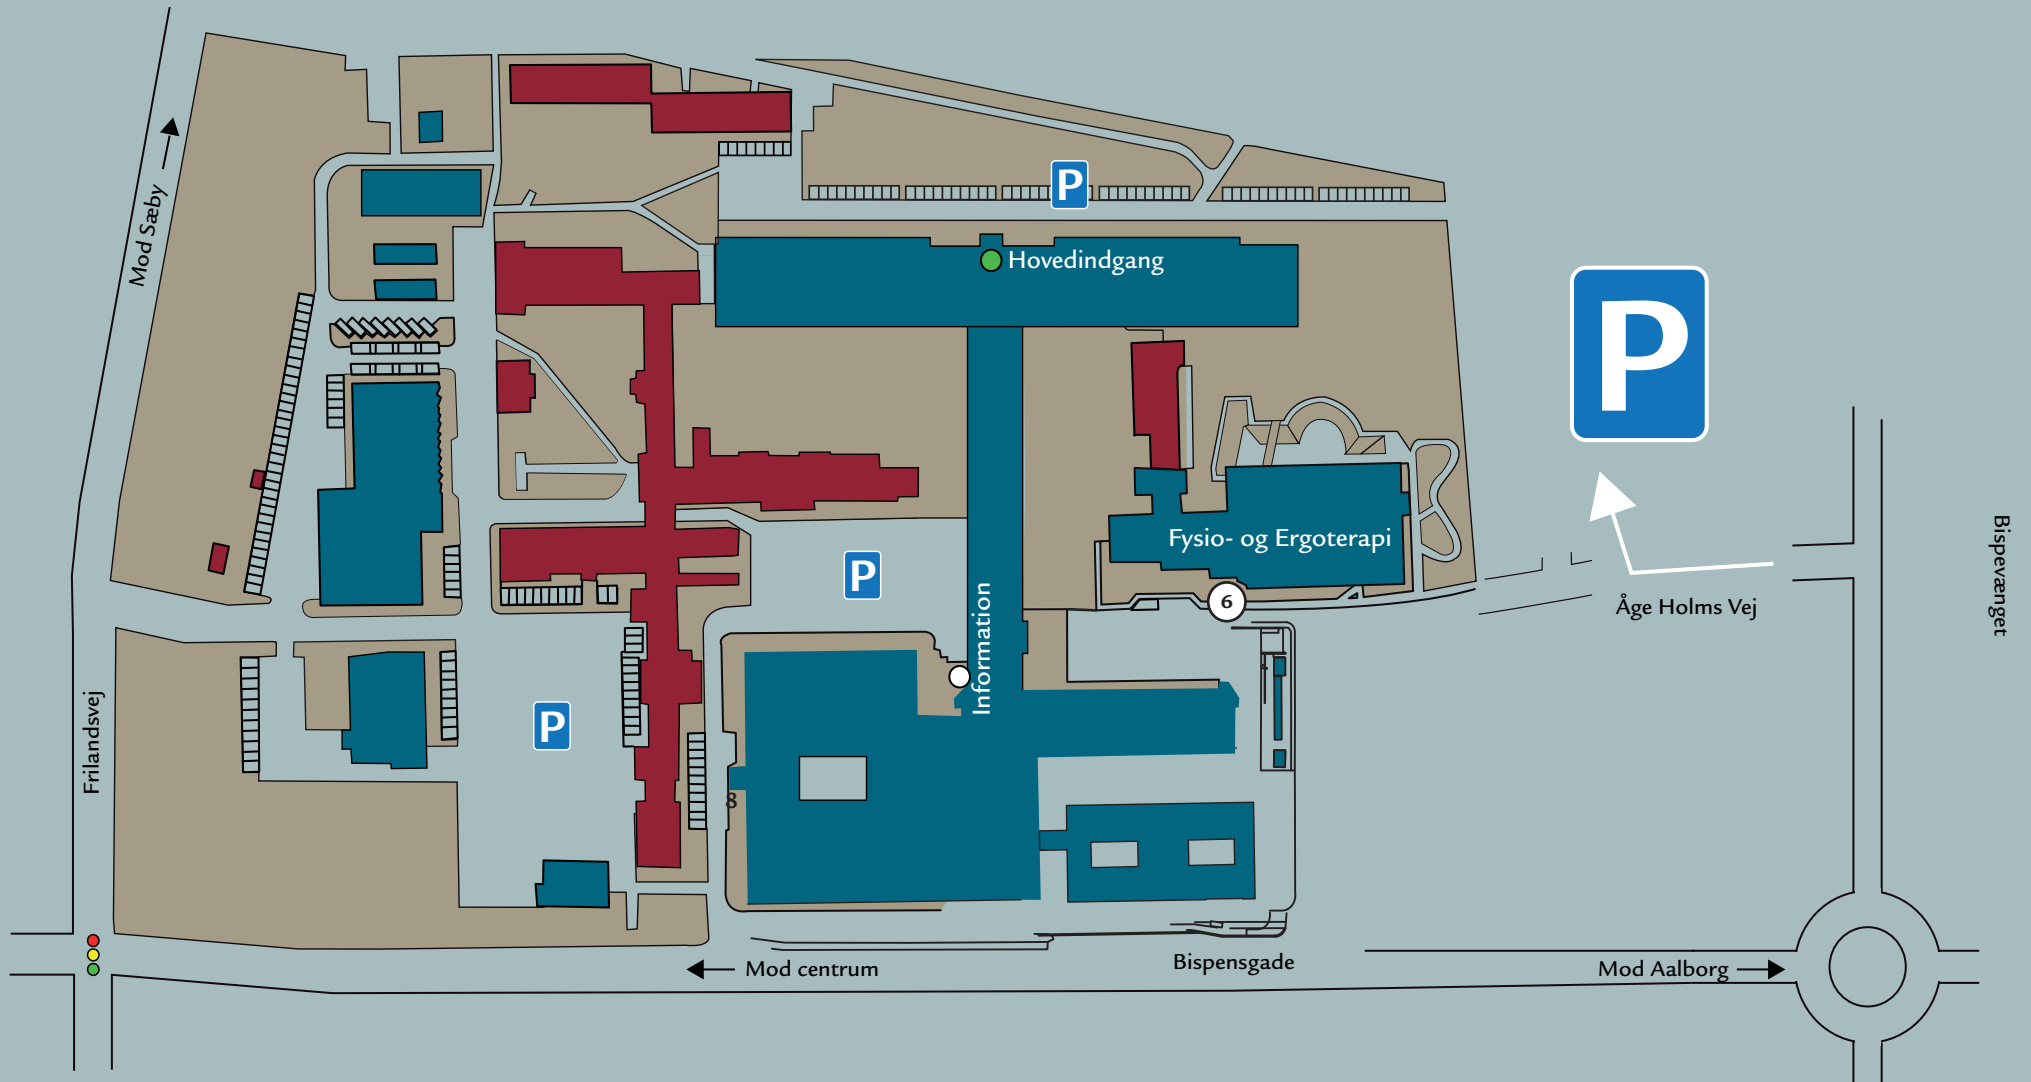 P
Mod Sæby
Hovedindgang
P
Fysio- og Ergoterapi
P
Information
6
Åge Holms Vej
Bispevænget
P
Frilandsvej
8
Mod centrum
Bispensgade
Mod Aalborg